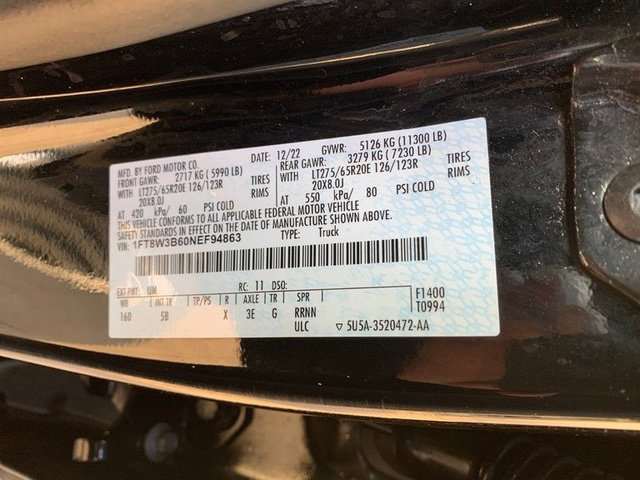 MFD. BY FORD MOTOR CO. DATE: 12/22 GVWR: 5126 KG (11300 LB)
FRONT GAWR: 2717 KG ( 5990 LB) REAR GAWR: 3279 KG ( 7230 LB)
WITH LT275/65R20E 126/123R TIRES WITH LT275/65R20E 126/123R TIRES
20X8.0J RIMS 20X8.0J RIMS
AT 420 kPa/ 60 PSI COLD AT 550 kPa/ 80 PSI COLD
THIS VEHICLE CONFORMS TO ALL APPLICABLE FEDERAL MOTOR VEHICLE
SAFETY STANDARDS IN EFFECT ON THE DATE OF MANUFACTURE SHOWN ABOVE.
VIN: 1FT8W3B60NEF94863 TYPE: Truck
EXT PNT: UM RC: 11 DSO:
WB INT TR TP/PS R AXLE TR SPR F1400
160 5B X 3E G RRNN T0994
ULC ▽ 5U5A-3520472-AA